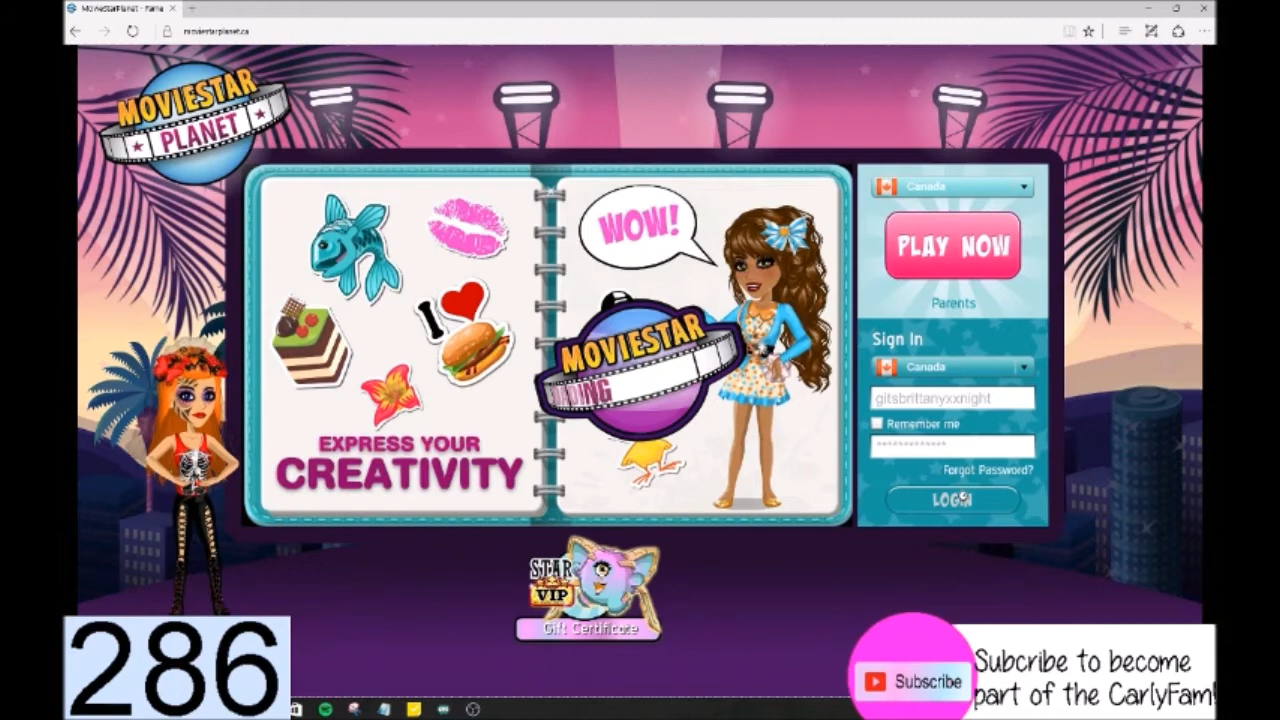 MovieStarPlanet - Fame
moviestarplanet.ca
MOVIESTAR
PLANET
WOW!
I
MOVIESTAR
EXPRESS YOUR
CREATIVITY
Canada
PLAY NOW
Parents
Sign In
Canada
gitsbrittanyxxnight
Remember me
************
Forgot Password?
LOGIN
STAR
VIP
Gift Certificate
286
Subscribe
Subcribe to become
part of the CarlyFam!